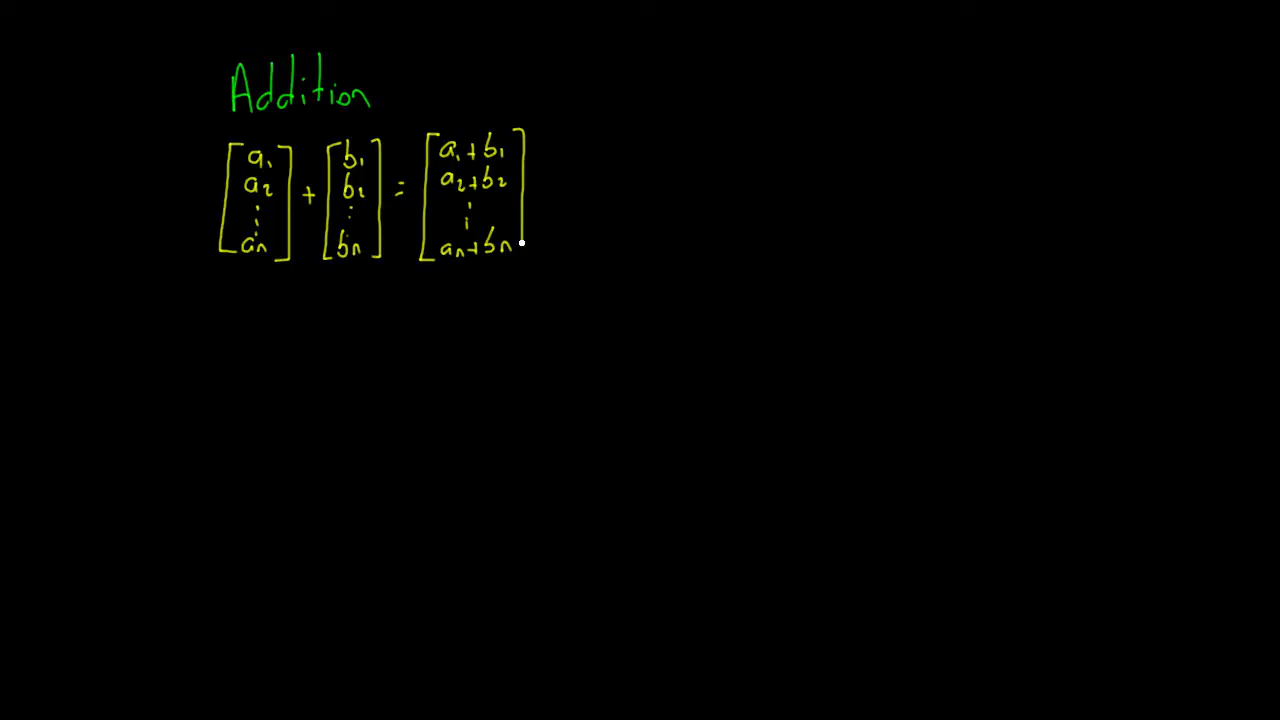 Addition
[a₁ a₂ ⋮ aₙ] + [b₁ b₂ ⋮ bₙ] = [a₁+b₁ a₂+b₂ ⋮ aₙ+bₙ]